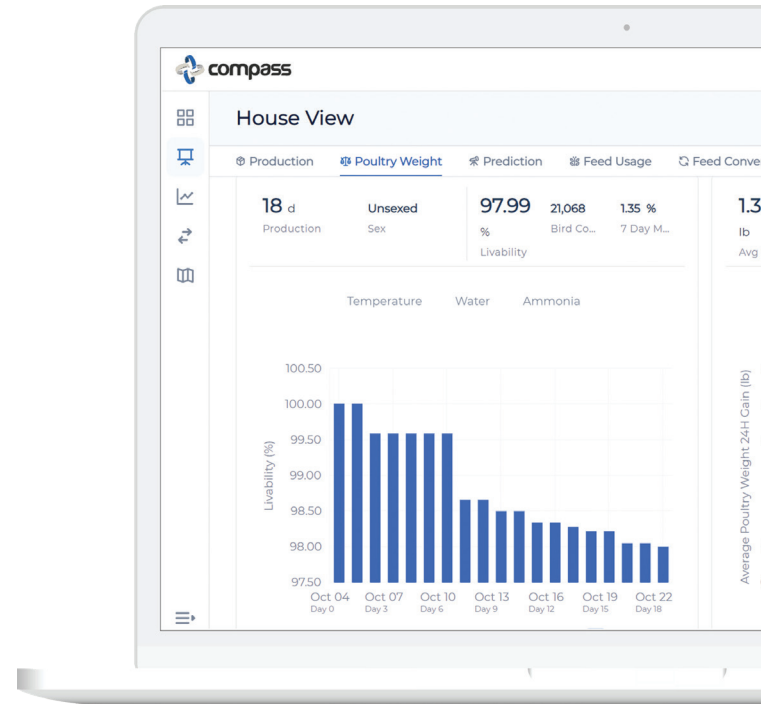 compass
House View
Production Poultry Weight Prediction Feed Usage Feed Conve
18 d Unsexed 97.99 21,068 1.35 % 1.3
Production Sex % Bird Co... 7 Day M... lb
Livability Avg
Temperature Water Ammonia
Livability (%)
100.50
100.00
99.50
99.00
98.50
98.00
97.50
Oct 04 Oct 07 Oct 10 Oct 13 Oct 16 Oct 19 Oct 22
Day 0 Day 3 Day 6 Day 9 Day 12 Day 15 Day 18
Average Poultry Weight 24H Gain (lb)